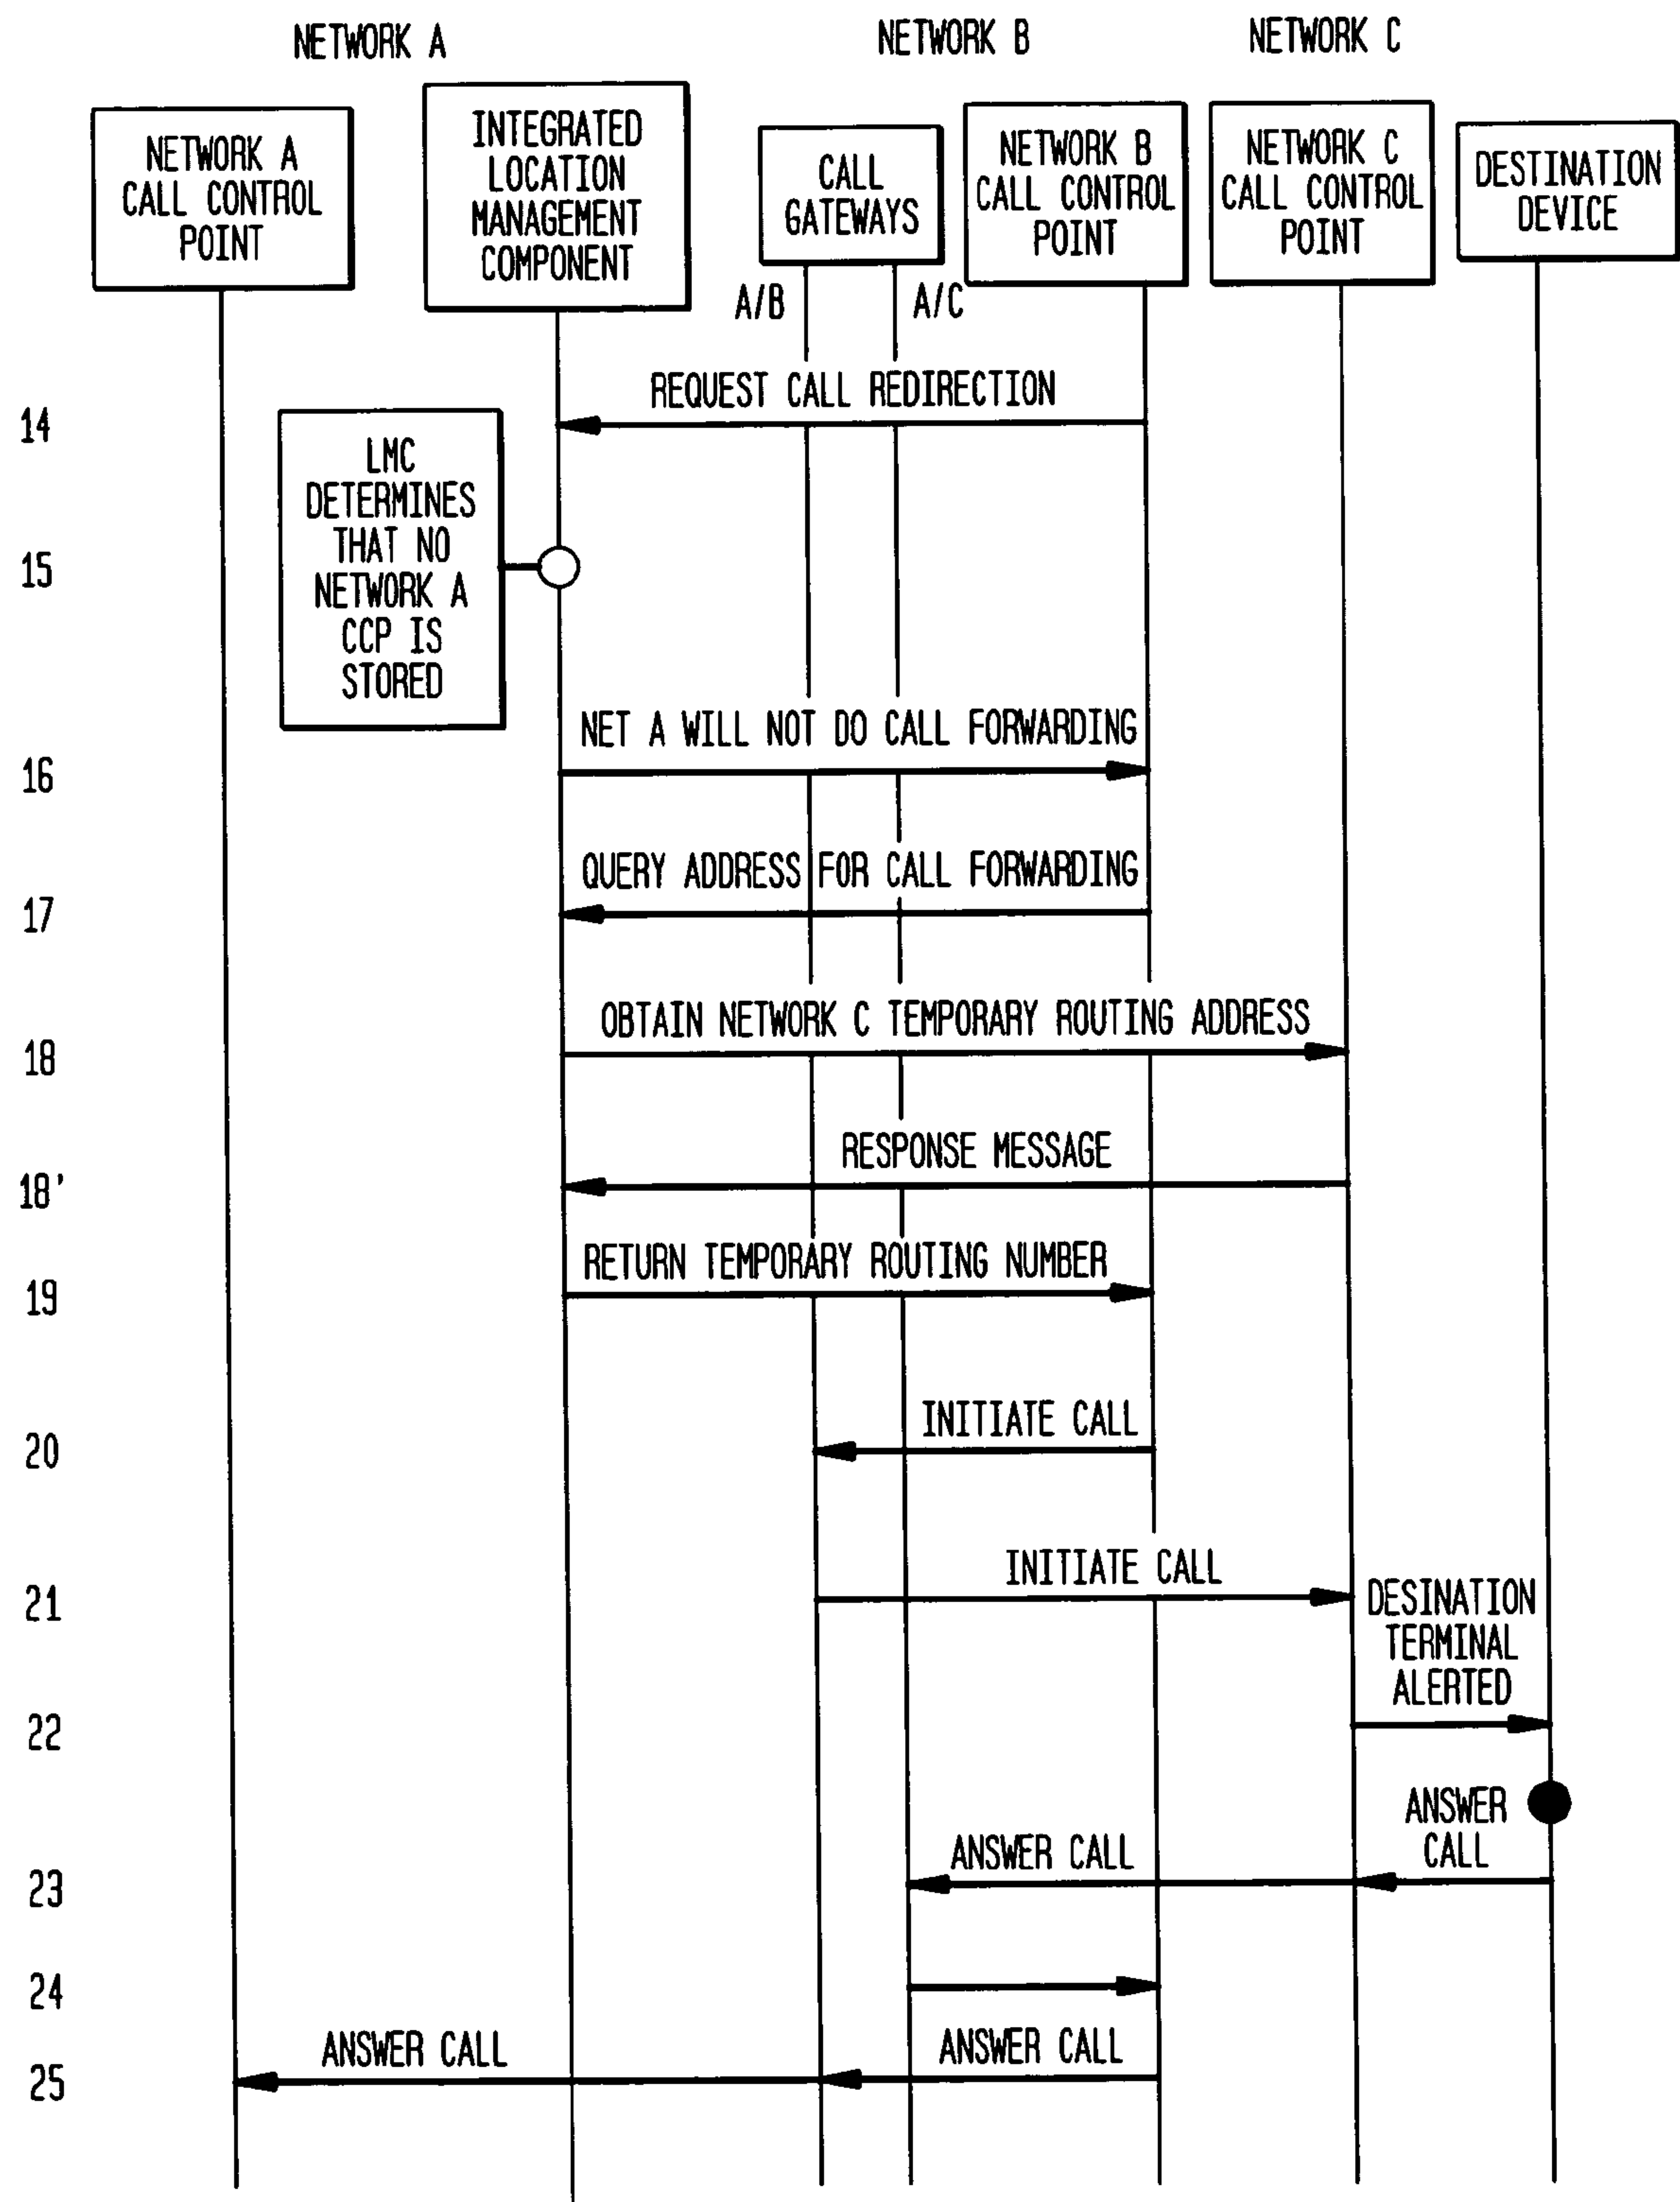 NETWORK A
NETWORK B
NETWORK C
NETWORK A
CALL CONTROL
POINT
INTEGRATED
LOCATION
MANAGEMENT
COMPONENT
CALL
GATEWAYS
NETWORK B
CALL CONTROL
POINT
NETWORK C
CALL CONTROL
POINT
DESTINATION
DEVICE
A/B
A/C
REQUEST CALL REDIRECTION
14
LMC
DETERMINES
THAT NO
NETWORK A
CCP IS
STORED
15
NET A WILL NOT DO CALL FORWARDING
16
QUERY ADDRESS FOR CALL FORWARDING
17
OBTAIN NETWORK C TEMPORARY ROUTING ADDRESS
18
RESPONSE MESSAGE
18'
RETURN TEMPORARY ROUTING NUMBER
19
INITIATE CALL
20
INITIATE CALL
21
DESINATION
TERMINAL
ALERTED
22
ANSWER
CALL
ANSWER CALL
23
24
ANSWER CALL
ANSWER CALL
25